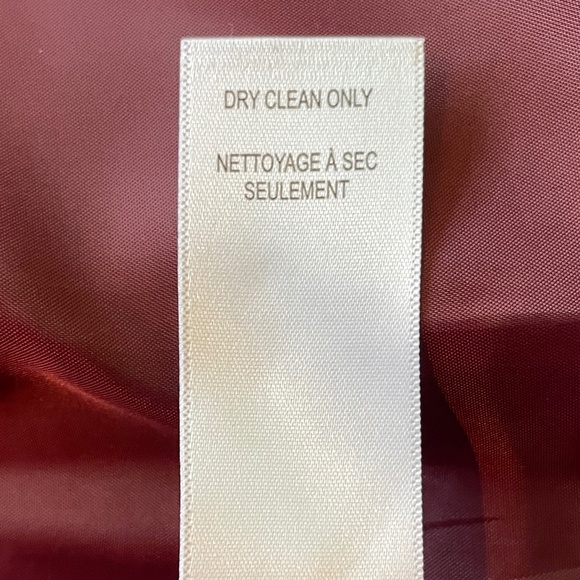 DRY CLEAN ONLY
NETTOYAGE À SEC
SEULEMENT